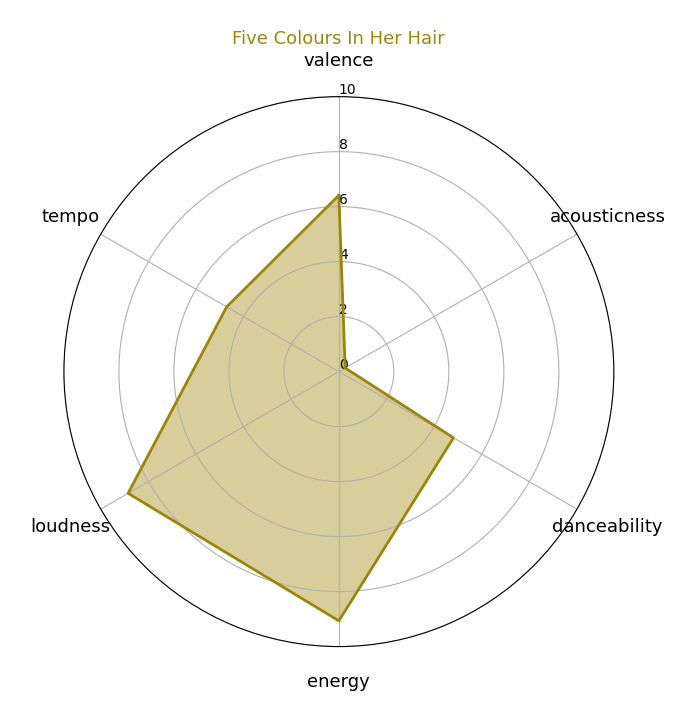 Five Colours In Her Hair
valence
10
8
tempo
acousticness
6
4
2
0
loudness
danceability
energy